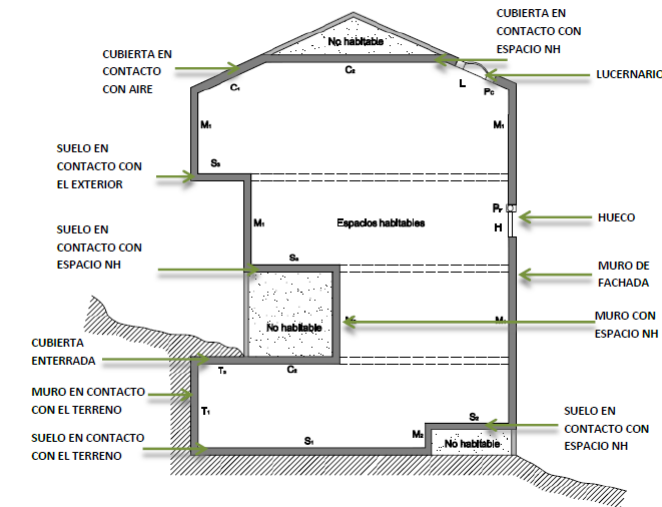 CUBIERTA EN
CONTACTO CON
ESPACIO NH
CUBIERTA EN
CONTACTO
CON AIRE
No habitable
C₁
C₂
L
Pc
LUCERNARIO
M₁
M₁
SUELO EN
CONTACTO CON
EL EXTERIOR
S₃
SUELO EN
CONTACTO CON
ESPACIO NH
M₁
Espacios habitables
Pr
H
HUECO
S₄
MURO DE
FACHADA
No habitable
MURO CON
ESPACIO NH
CUBIERTA
ENTERRADA
C₃
MURO EN CONTACTO
CON EL TERRENO
T₁
S₂
SUELO EN
CONTACTO CON
ESPACIO NH
SUELO EN CONTACTO
CON EL TERRENO
S₁
M₂
No habitable